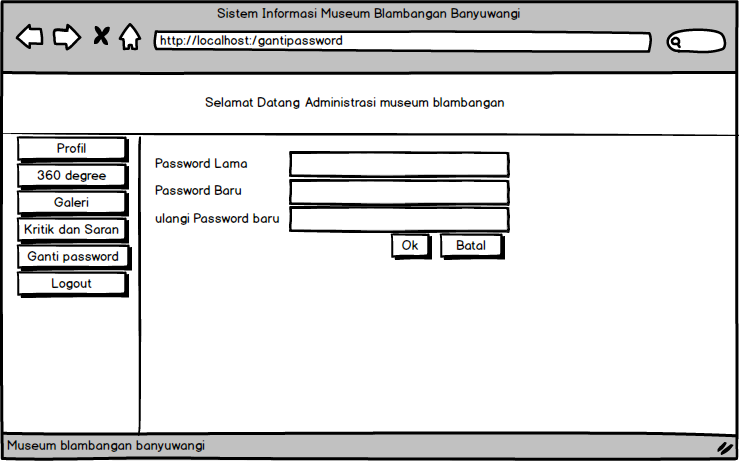 Sistem Informasi Museum Blambangan Banyuwangi
http://localhost:/gantipassword
Selamat Datang Administrasi museum blambangan
Profil
360 degree
Galeri
Kritik dan Saran
Ganti password
Logout
Password Lama
Password Baru
ulangi Password baru
Ok
Batal
Museum blambangan banyuwangi